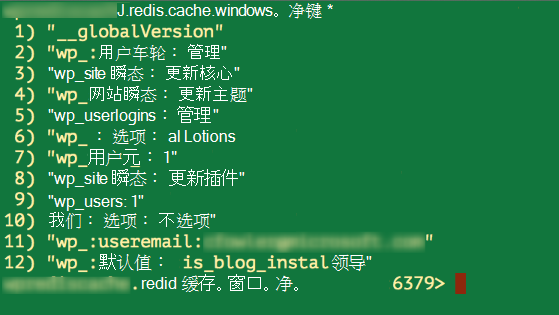 J.redis.cache.windows。净键 *
1) "__globalVersion"
2) "wp_:用户车轮： 管理"
3) "wp_site 瞬态： 更新核心"
4) "wp_网站瞬态： 更新主题"
5) "wp_userlogins： 管理"
6) "wp_ ： 选项： al Lotions
7) "wp_用户元： 1"
8) "wp_site 瞬态： 更新插件"
9) "wp_users: 1"
10) 我们： 选项： 不选项"
11) "wp_:useremail: "
12) "wp_:默认值： is_blog_instal领导"
.redid 缓存。窗口。净。 6379>